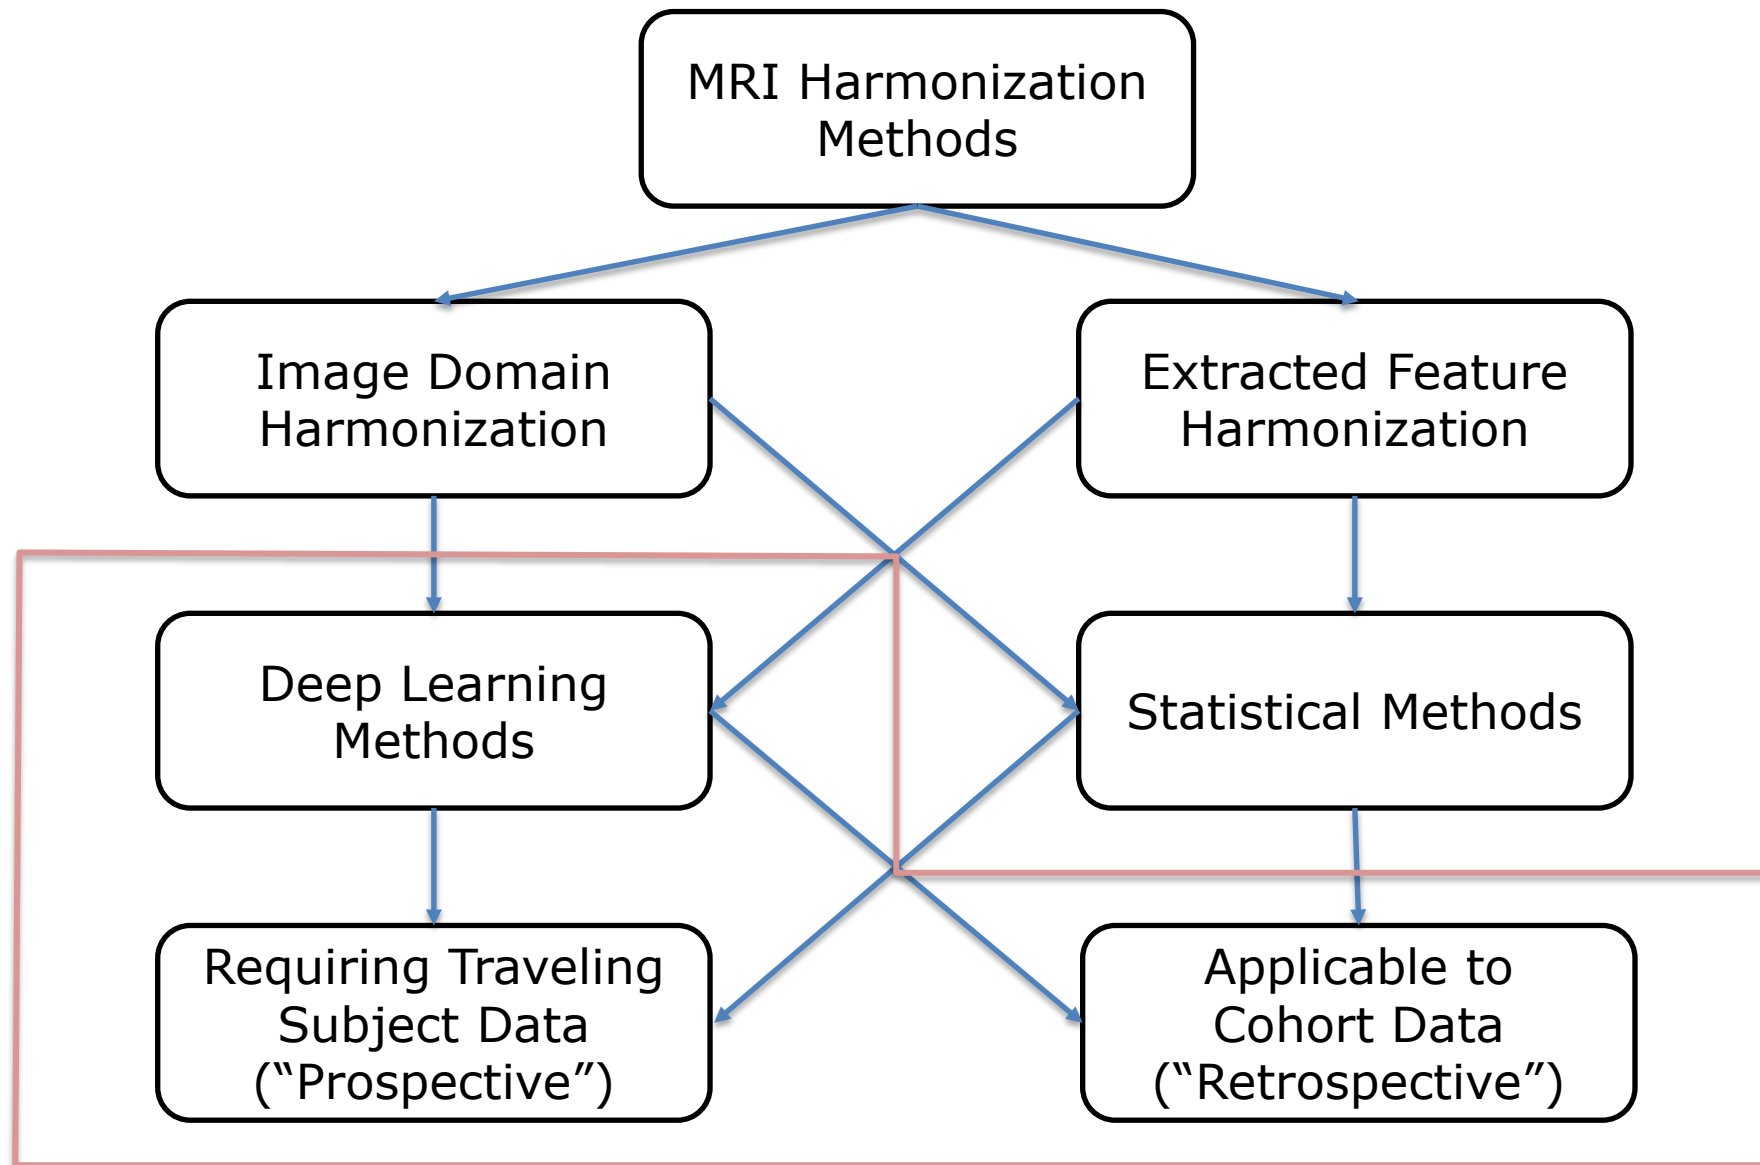 MRI Harmonization
Methods
Image Domain
Harmonization
Extracted Feature
Harmonization
Deep Learning
Methods
Statistical Methods
Requiring Traveling
Subject Data
(“Prospective”)
Applicable to
Cohort Data
(“Retrospective”)